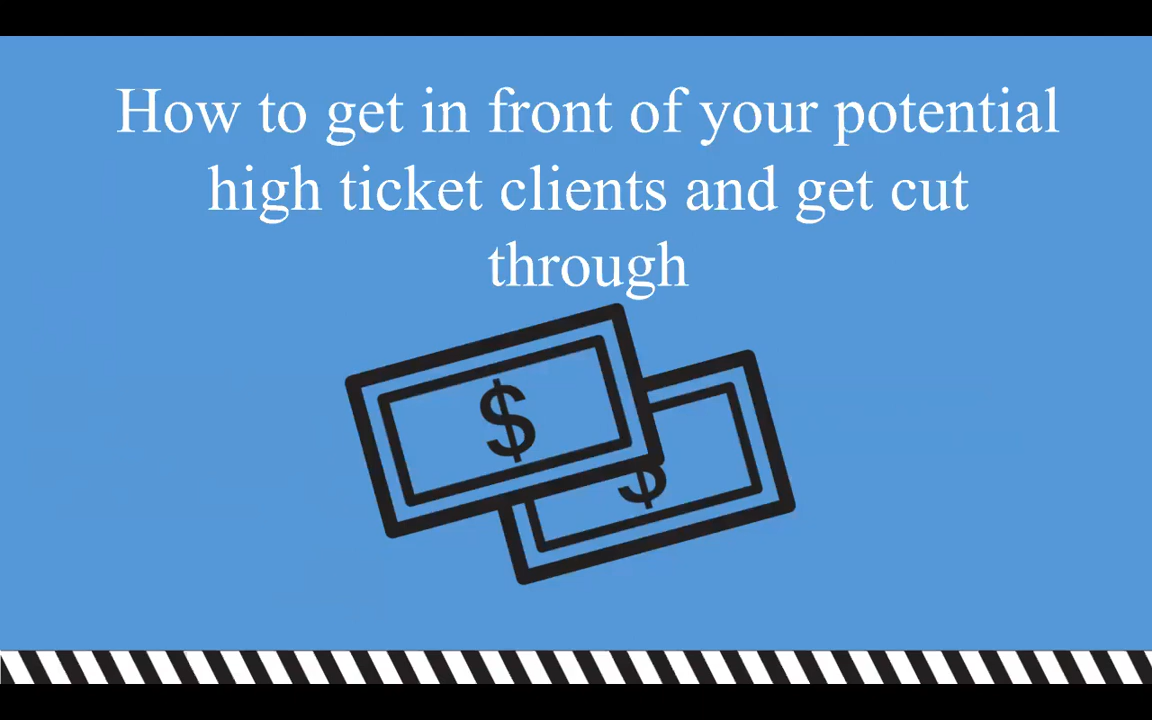 How to get in front of your potential
high ticket clients and get cut
through
$
$